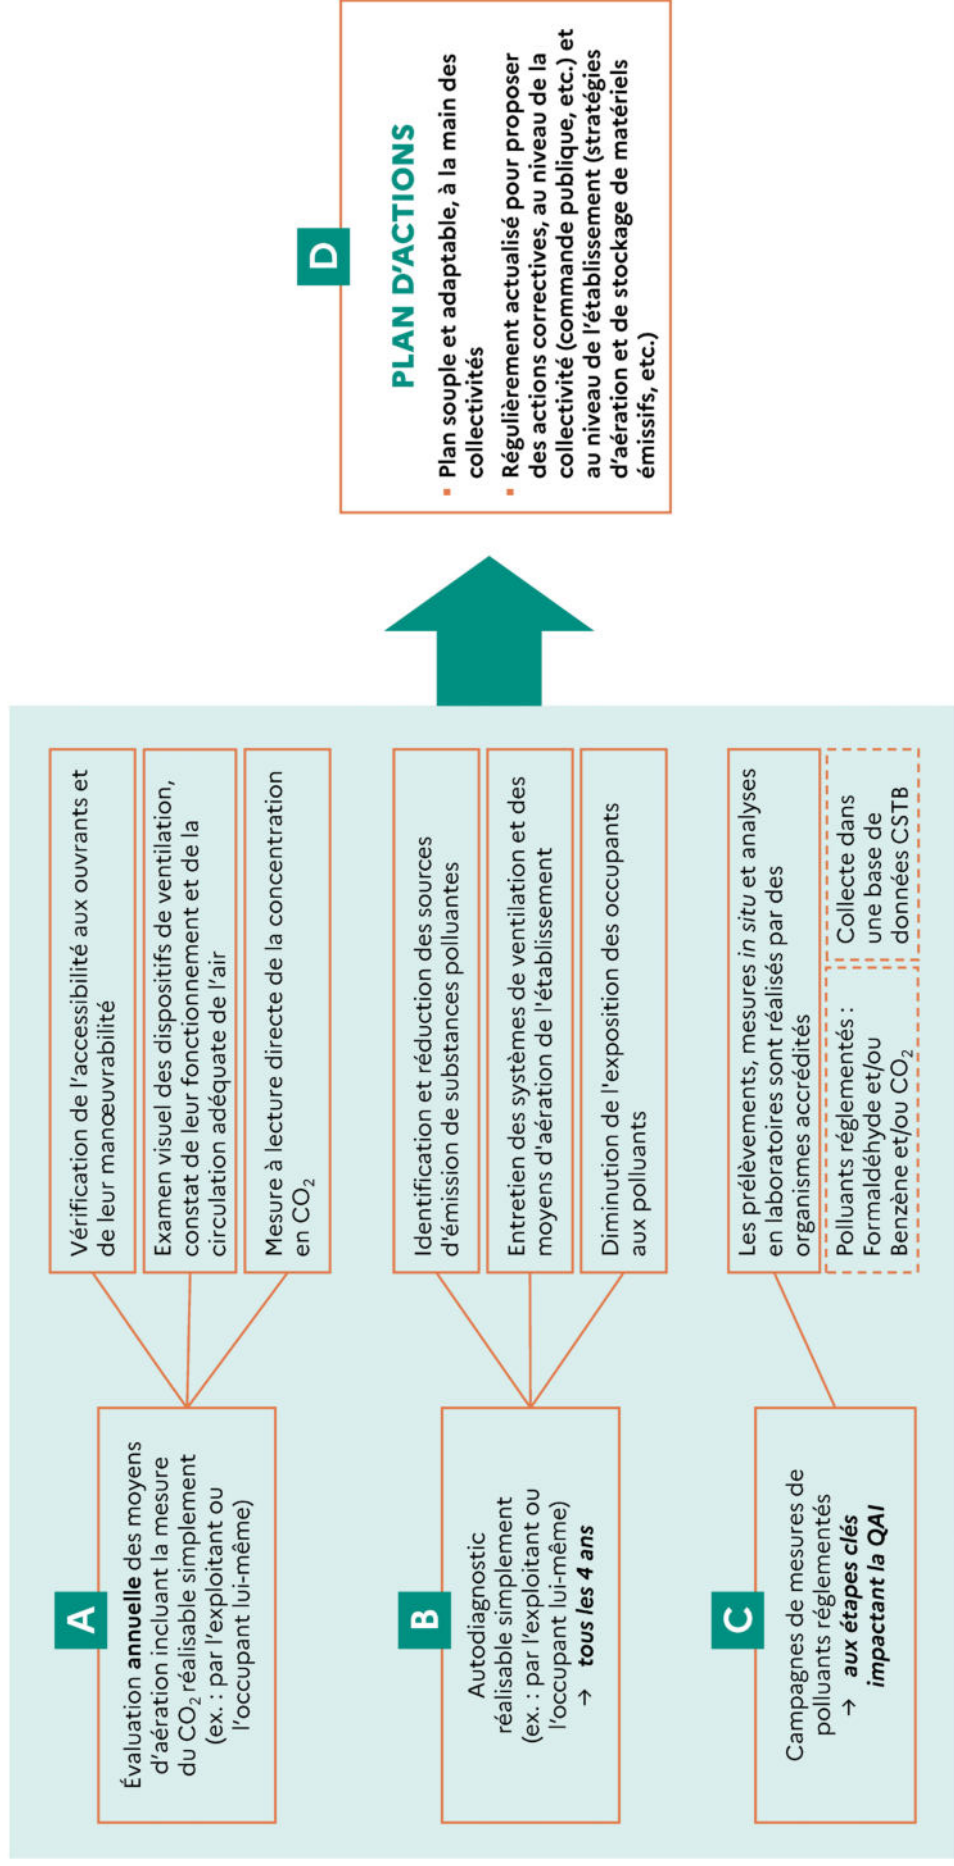 A
Évaluation annuelle des moyens
d'aération incluant la mesure
du CO₂ réalisable simplement
(ex. : par l'exploitant ou
l'occupant lui-même)
Vérification de l'accessibilité aux ouvrants et
de leur manœuvrabilité
Examen visuel des dispositifs de ventilation,
constat de leur fonctionnement et de la
circulation adéquate de l'air
Mesure à lecture directe de la concentration
en CO₂
B
Autodiagnostic
réalisable simplement
(ex. : par l'exploitant ou
l'occupant lui-même)
→ tous les 4 ans
Identification et réduction des sources
d'émission de substances polluantes
Entretien des systèmes de ventilation et des
moyens d'aération de l'établissement
Diminution de l'exposition des occupants
aux polluants
C
Campagnes de mesures de
polluants réglementés
→ aux étapes clés
impactant la QAI
Les prélèvements, mesures in situ et analyses
en laboratoires sont réalisés par des
organismes accrédités
Polluants réglementés :
Formaldéhyde et/ou
Benzène et/ou CO₂
Collecte dans
une base de
données CSTB
D
PLAN D'ACTIONS
▪ Plan souple et adaptable, à la main des
collectivités
▪ Régulièrement actualisé pour proposer
des actions correctives, au niveau de la
collectivité (commande publique, etc.) et
au niveau de l'établissement (stratégies
d'aération et de stockage de matériels
émissifs, etc.)